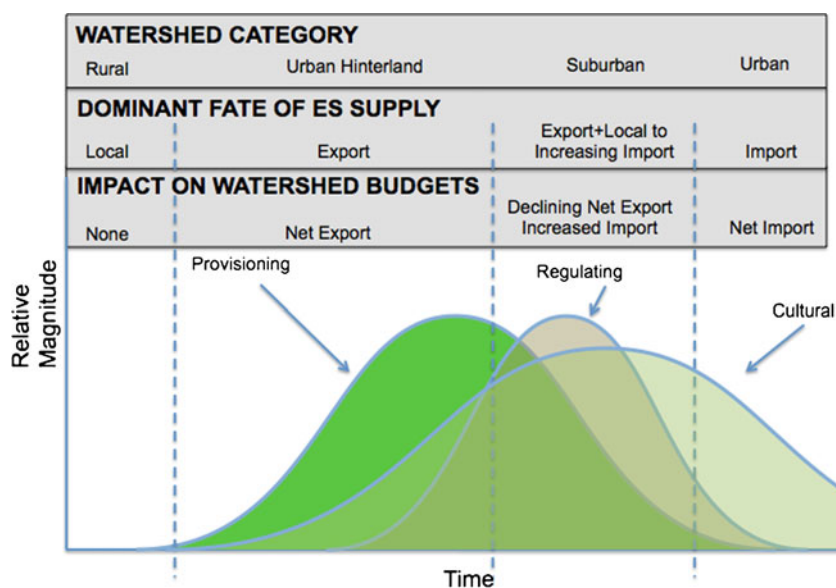 WATERSHED CATEGORY
Rural Urban Hinterland Suburban Urban
DOMINANT FATE OF ES SUPPLY
Local Export Export+Local to Increasing Import Import
IMPACT ON WATERSHED BUDGETS
None Net Export Declining Net Export Increased Import Net Import
Provisioning
Regulating
Cultural
Relative
Magnitude
Time